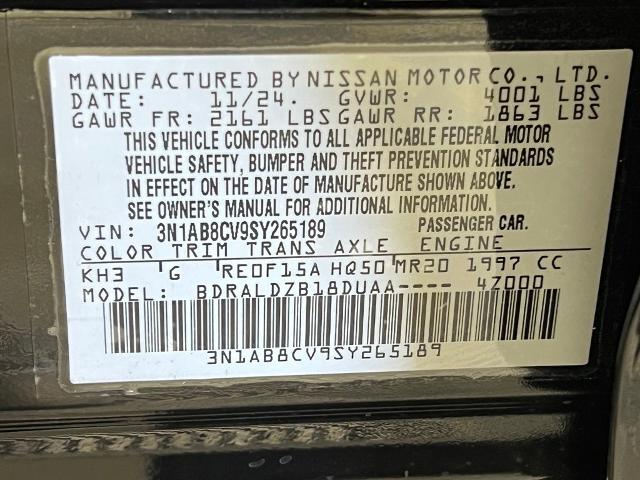 MANUFACTURED BY NISSAN MOTOR CO., LTD.
DATE: 11/24. GVWR: 4001 LBS
GAWR FR: 2161 LBS GAWR RR: 1863 LBS
THIS VEHICLE CONFORMS TO ALL APPLICABLE FEDERAL MOTOR
VEHICLE SAFETY, BUMPER AND THEFT PREVENTION STANDARDS
IN EFFECT ON THE DATE OF MANUFACTURE SHOWN ABOVE.
SEE OWNER'S MANUAL FOR ADDITIONAL INFORMATION.
VIN: 3N1AB8CV9SY265189 PASSENGER CAR.
COLOR TRIM TRANS AXLE ENGINE
KH3 G RE0F15A HQ50 MR20 1997 CC
MODEL: BDRALDZB18DUAA---- 4Z000
3N1AB8CV9SY265189